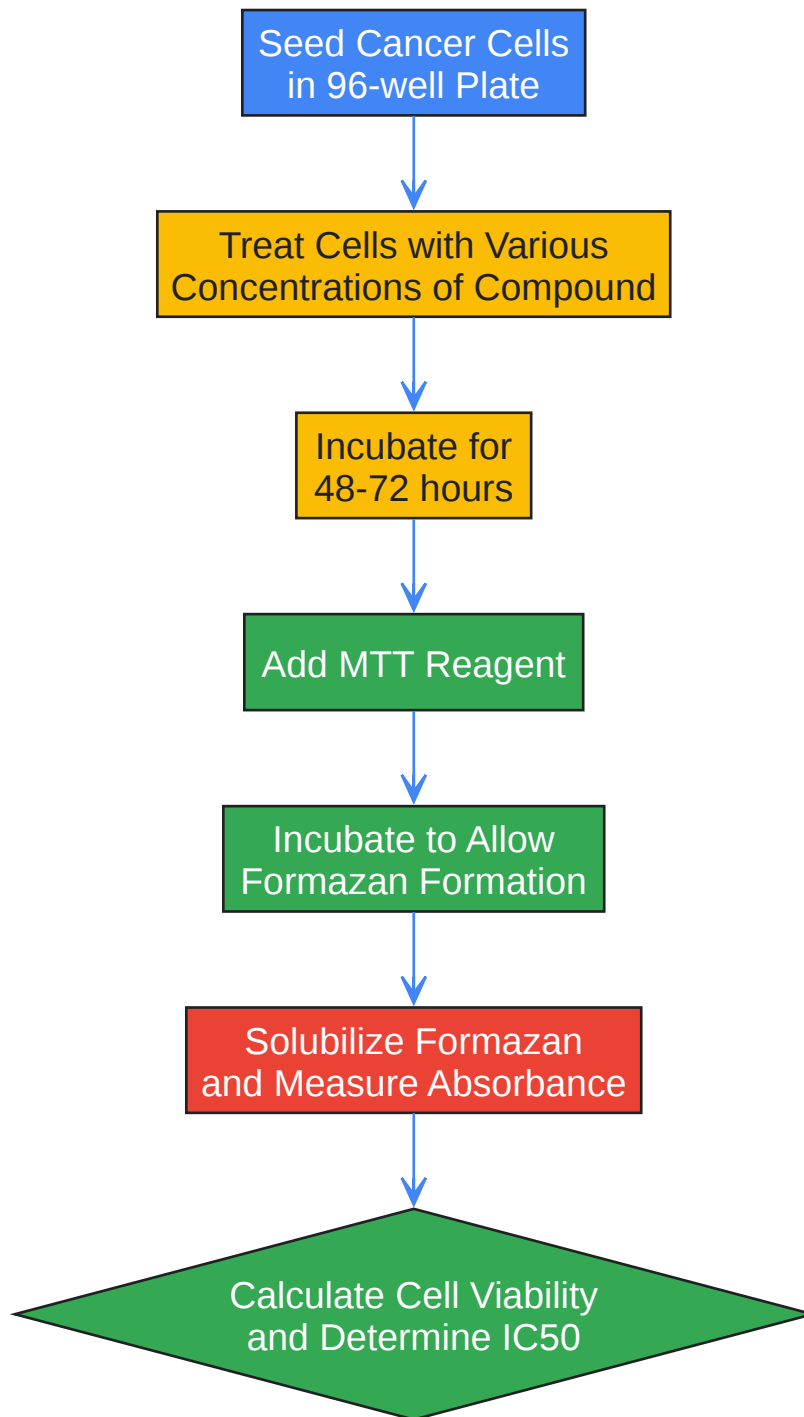 Seed Cancer Cells
in 96-well Plate
Treat Cells with Various
Concentrations of Compound
Incubate for
48-72 hours
Add MTT Reagent
Incubate to Allow
Formazan Formation
Solubilize Formazan
and Measure Absorbance
Calculate Cell Viability
and Determine IC50